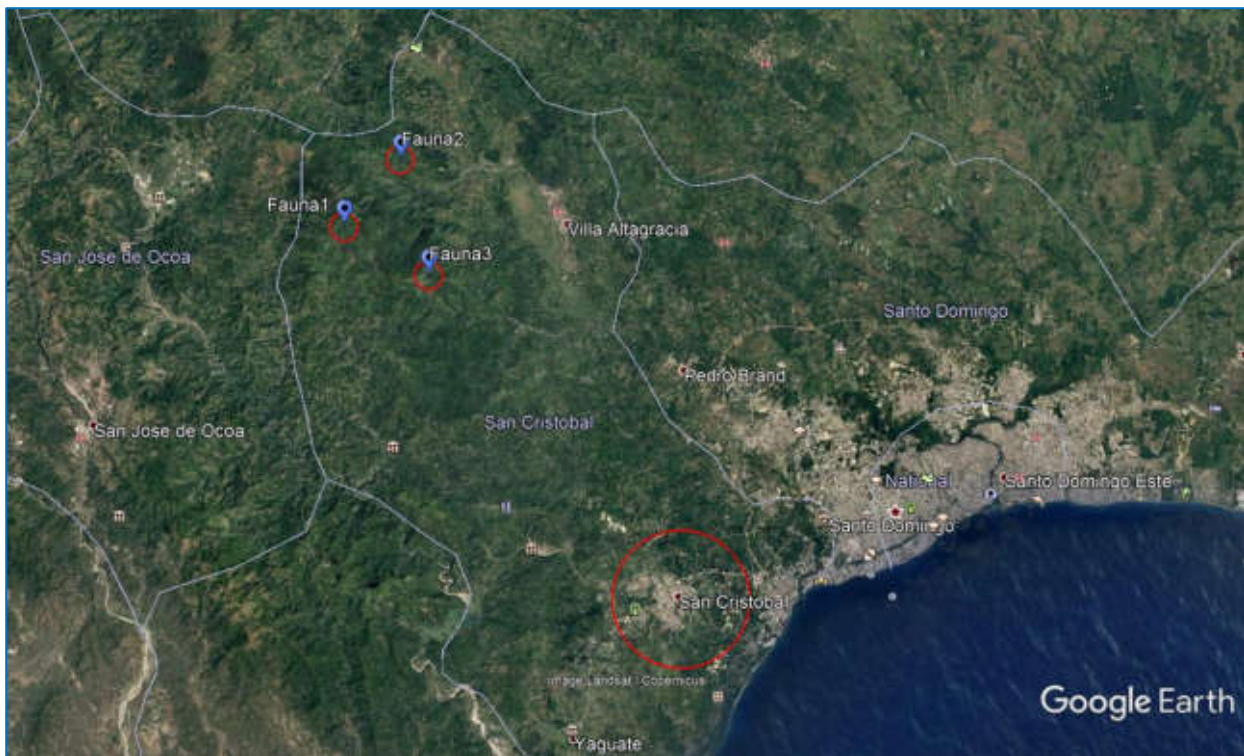 Fauna2
Fauna1
Villa Altagracia
Fauna3
San Jose de Ocoa
Santo Domingo
Pedro Brand
San Cristobal
San Jose de Ocoa
National
Santo Domingo Este
Santo Domingo
San Cristobal
Image Landsat / Copernicus
Google Earth
Yaguate